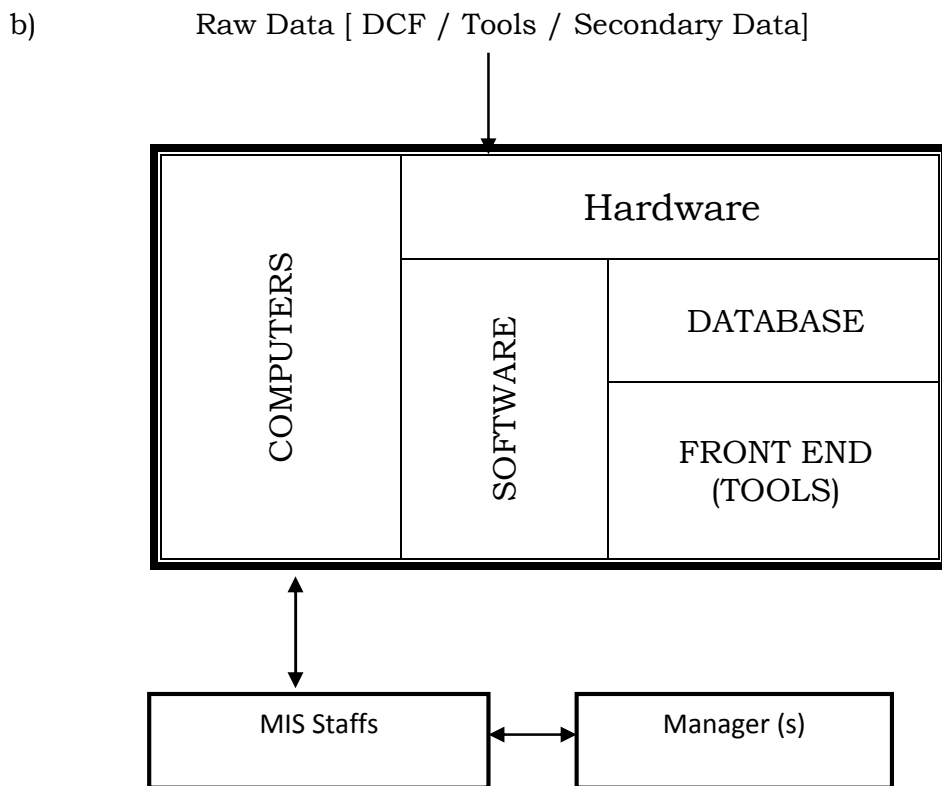 b) Raw Data [ DCF / Tools / Secondary Data]
COMPUTERS
Hardware
SOFTWARE
DATABASE
FRONT END
(TOOLS)
MIS Staffs
Manager (s)